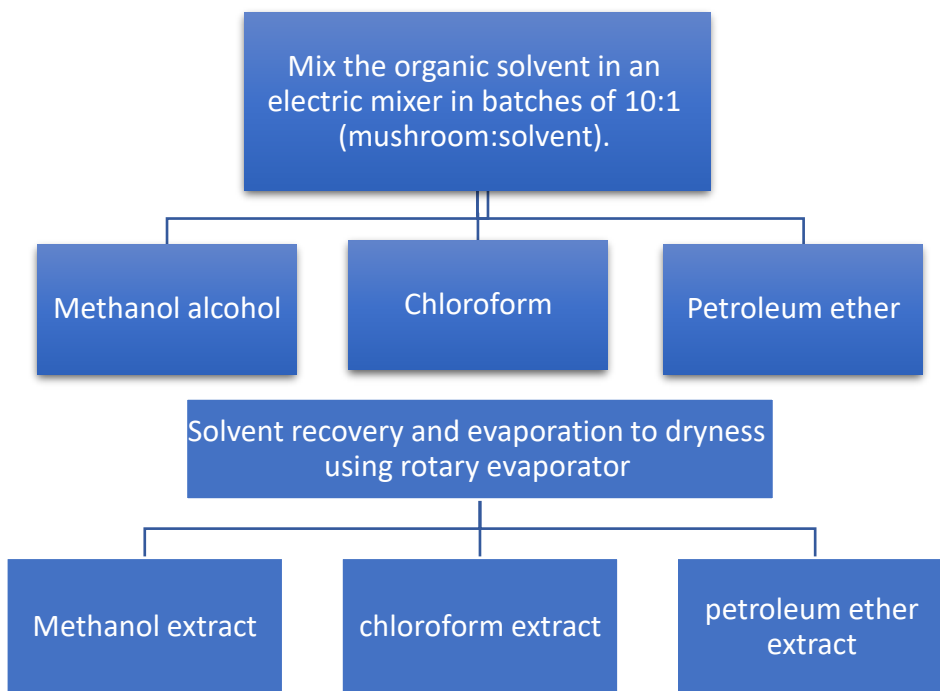 Mix the organic solvent in an
electric mixer in batches of 10:1
(mushroom:solvent).
Methanol alcohol
Chloroform
Petroleum ether
Solvent recovery and evaporation to dryness
using rotary evaporator
Methanol extract
chloroform extract
petroleum ether
extract